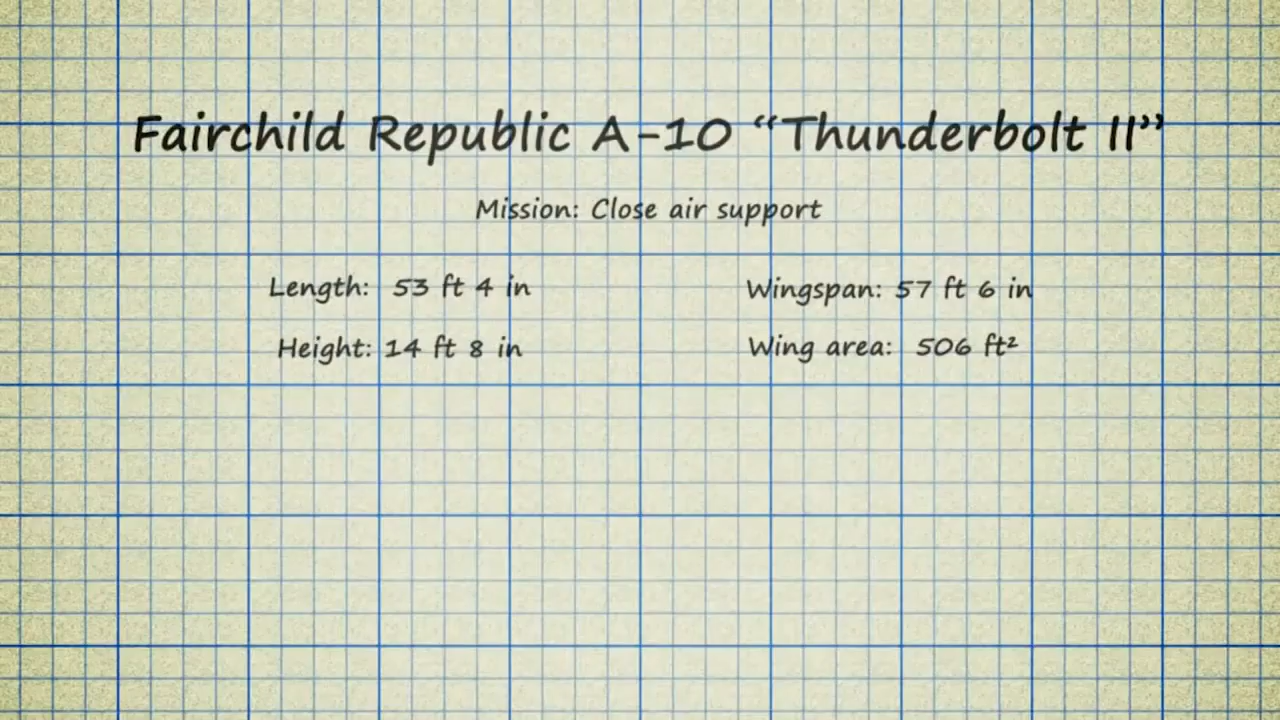 Fairchild Republic A-10 “Thunderbolt II”
Mission: Close air support
Length: 53 ft 4 in
Wingspan: 57 ft 6 in
Height: 14 ft 8 in
Wing area: 506 ft²